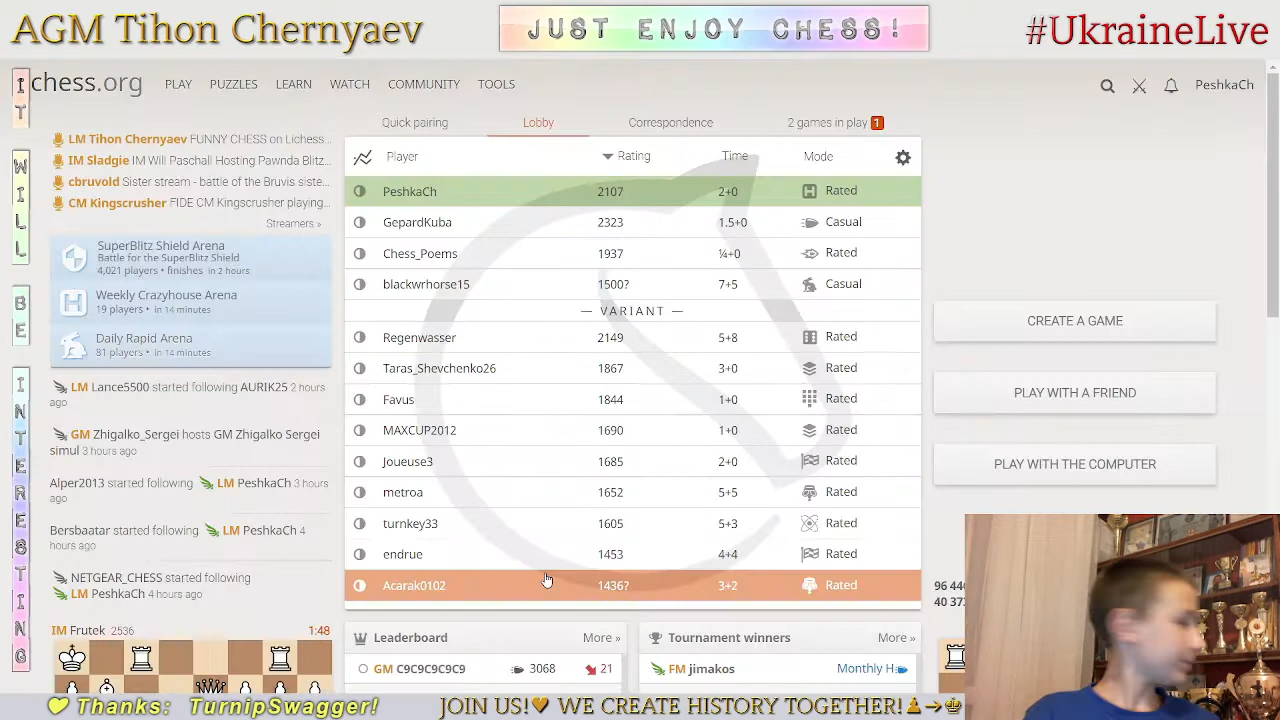 AGM Tihon Chernyaev
JUST ENJOY CHESS!
#UkraineLive
IT WILL BE INTERESTING
chess.org
PLAY PUZZLES LEARN WATCH COMMUNITY TOOLS
PeshkaCh
LM Tihon Chernyaev FUNNY CHESS on Lichess...
IM Sladgie IM Will Paschall Hosting Pawnda Blitz...
cbruvold Sister stream - battle of the Bruvis siste...
CM Kingscrusher FIDE CM Kingscrusher playing...
Streamers »
SuperBlitz Shield Arena
Battle for the SuperBlitz Shield
4,021 players • finishes in 2 hours
Weekly Crazyhouse Arena
19 players • in 14 minutes
Daily Rapid Arena
81 players • in 14 minutes
LM Lance5500 started following AURIK25 2 hours
ago
GM Zhigalko_Sergei hosts GM Zhigalko Sergei
simul 3 hours ago
Alper2013 started following LM PeshkaCh 3 hours
ago
Bersbaatar started following LM PeshkaCh 4
hours ago
NETGEAR_CHESS started following
LM PeshkaCh 4 hours ago
IM Frutek 2536 1:48
Quick pairing Lobby Correspondence 2 games in play 1
Player Rating Time Mode
PeshkaCh 2107 2+0 Rated
GepardKuba 2323 1.5+0 Casual
Chess_Poems 1937 ¼+0 Rated
blackwrhorse15 1500? 7+5 Casual
— VARIANT —
Regenwasser 2149 5+8 Rated
Taras_Shevchenko26 1867 3+0 Rated
Favus 1844 1+0 Rated
MAXCUP2012 1690 1+0 Rated
Joueuse3 1685 2+0 Rated
metroa 1652 5+5 Rated
turnkey33 1605 5+3 Rated
endrue 1453 4+4 Rated
Acarak0102 1436? 3+2 Rated
CREATE A GAME
PLAY WITH A FRIEND
PLAY WITH THE COMPUTER
96 44
40 37
Leaderboard More »
GM C9C9C9C9C9 3068 21
Tournament winners More »
FM jimakos Monthly H
Thanks: TurnipSwagger!
JOIN US! WE CREATE HISTORY TOGETHER!